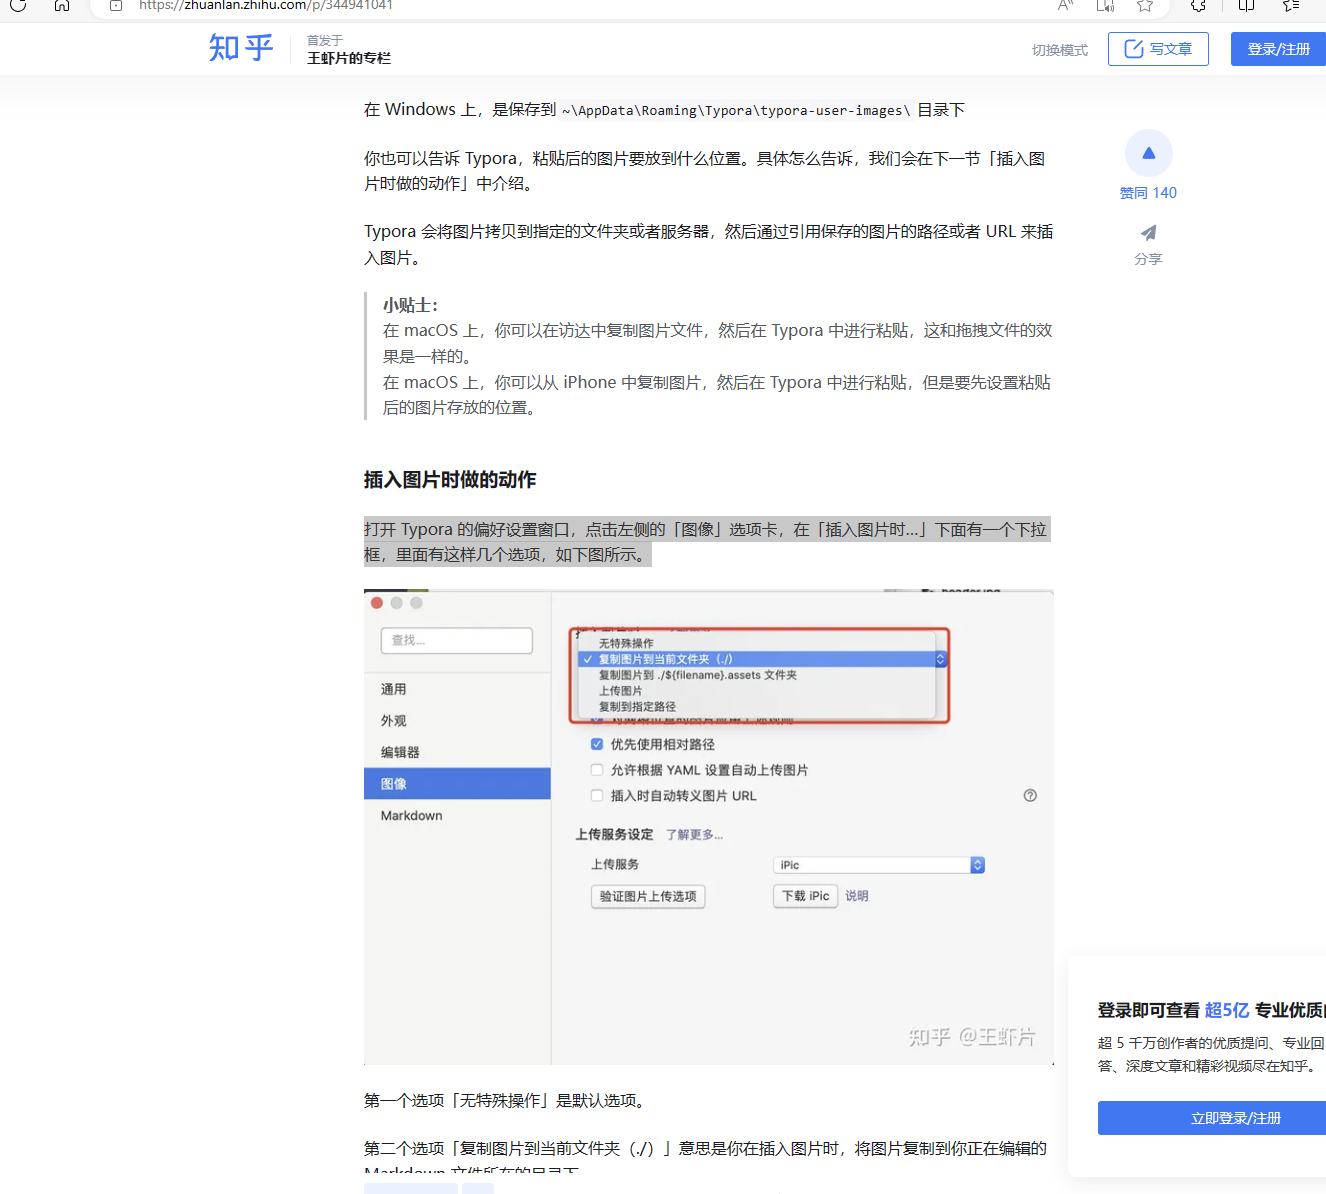 https://zhuanlan.zhihu.com/p/344941041
知乎
首发于
王虾片的专栏
切换模式
写文章
登录/注册
在 Windows 上，是保存到 ~\AppData\Roaming\Typora\typora-user-images\ 目录下
你也可以告诉 Typora，粘贴后的图片要放到什么位置。具体怎么告诉，我们会在下一节「插入图
片时做的动作」中介绍。
Typora 会将图片拷贝到指定的文件夹或者服务器，然后通过引用保存的图片的路径或者 URL 来插
入图片。
小贴士：
在 macOS 上，你可以在访达中复制图片文件，然后在 Typora 中进行粘贴，这和拖拽文件的效
果是一样的。
在 macOS 上，你可以从 iPhone 中复制图片，然后在 Typora 中进行粘贴，但是要先设置粘贴
后的图片存放的位置。
赞同 140
分享
插入图片时做的动作
打开 Typora 的偏好设置窗口，点击左侧的「图像」选项卡，在「插入图片时...」下面有一个下拉
框，里面有这样几个选项，如下图所示。
查找...
通用
外观
编辑器
图像
Markdown
无特殊操作
✓ 复制图片到当前文件夹（./）
复制图片到 ./${filename}.assets 文件夹
上传图片
复制到指定路径
优先使用相对路径
允许根据 YAML 设置自动上传图片
插入时自动转义图片 URL
上传服务设定 了解更多...
上传服务
iPic
验证图片上传选项
下载 iPic
说明
知乎 @王虾片
第一个选项「无特殊操作」是默认选项。
第二个选项「复制图片到当前文件夹（./）」意思是你在插入图片时，将图片复制到你正在编辑的
Markdown 文件所在的目录下
登录即可查看 超5亿 专业优质
超 5 千万创作者的优质提问、专业回
答、深度文章和精彩视频尽在知乎。
立即登录/注册